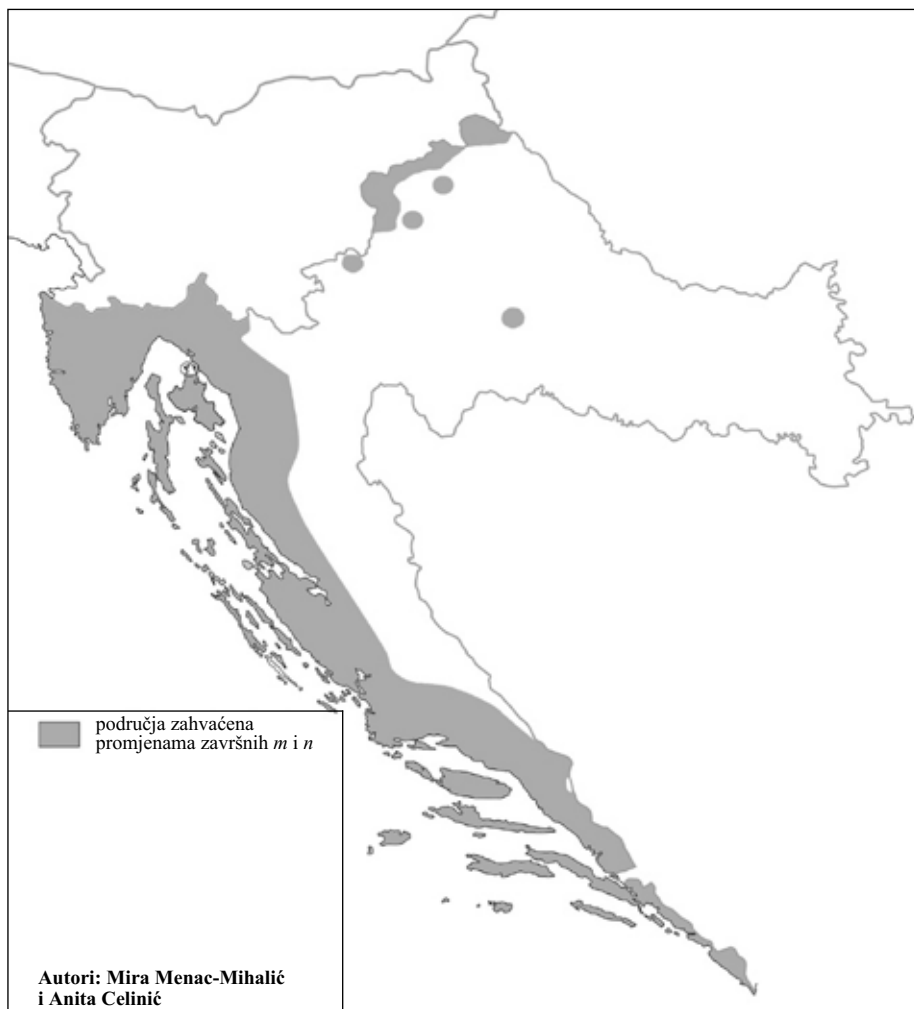 područja zahvaćena
promjenama završnih m i n
Autori: Mira Menac-Mihalić
i Anita Celinić